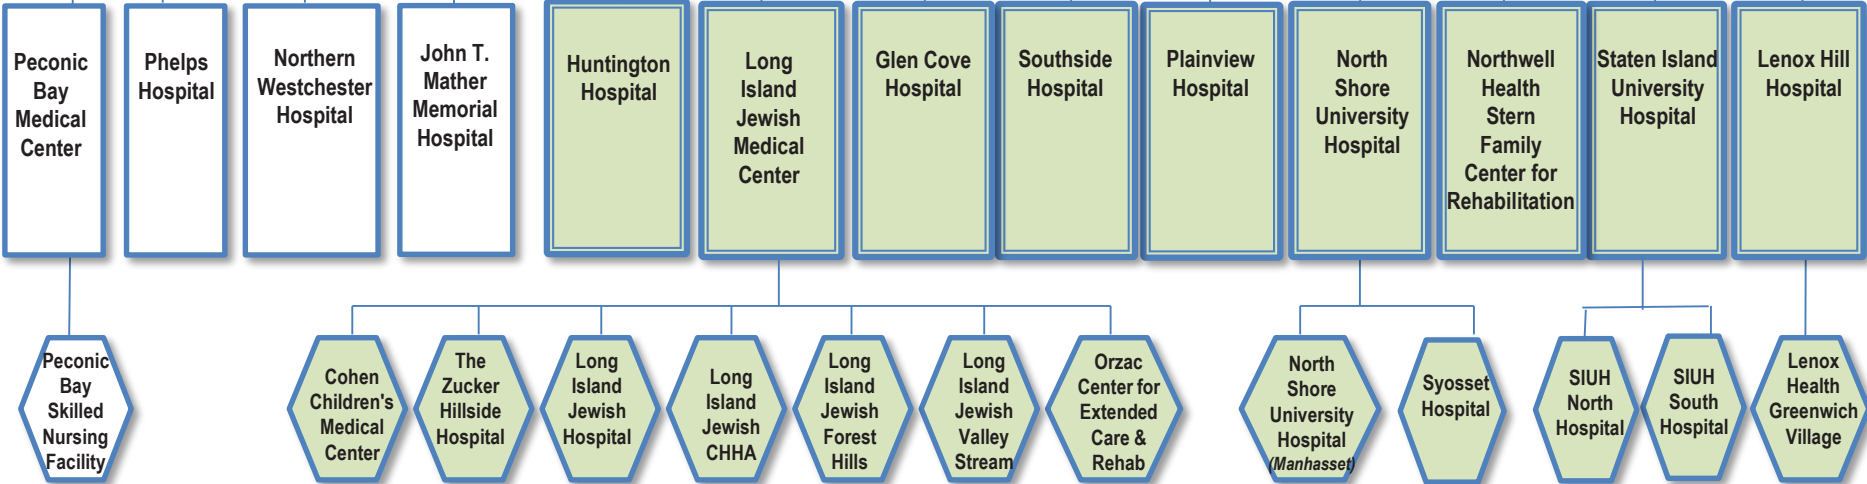 Peconic
Bay
Medical
Center
Phelps
Hospital
Northern
Westchester
Hospital
John T.
Mather
Memorial
Hospital
Huntington
Hospital
Long
Island
Jewish
Medical
Center
Glen Cove
Hospital
Southside
Hospital
Plainview
Hospital
North
Shore
University
Hospital
Northwell
Health
Stern
Family
Center for
Rehabilitation
Staten Island
University
Hospital
Lenox Hill
Hospital
Peconic
Bay
Skilled
Nursing
Facility
Cohen
Children's
Medical
Center
The
Zucker
Hillside
Hospital
Long
Island
Jewish
Hospital
Long
Island
Jewish
CHHA
Long
Island
Jewish
Forest
Hills
Long
Island
Jewish
Valley
Stream
Orzac
Center for
Extended
Care &
Rehab
North
Shore
University
Hospital
(Manhasset)
Syosset
Hospital
SIUH
North
Hospital
SIUH
South
Hospital
Lenox
Health
Greenwich
Village